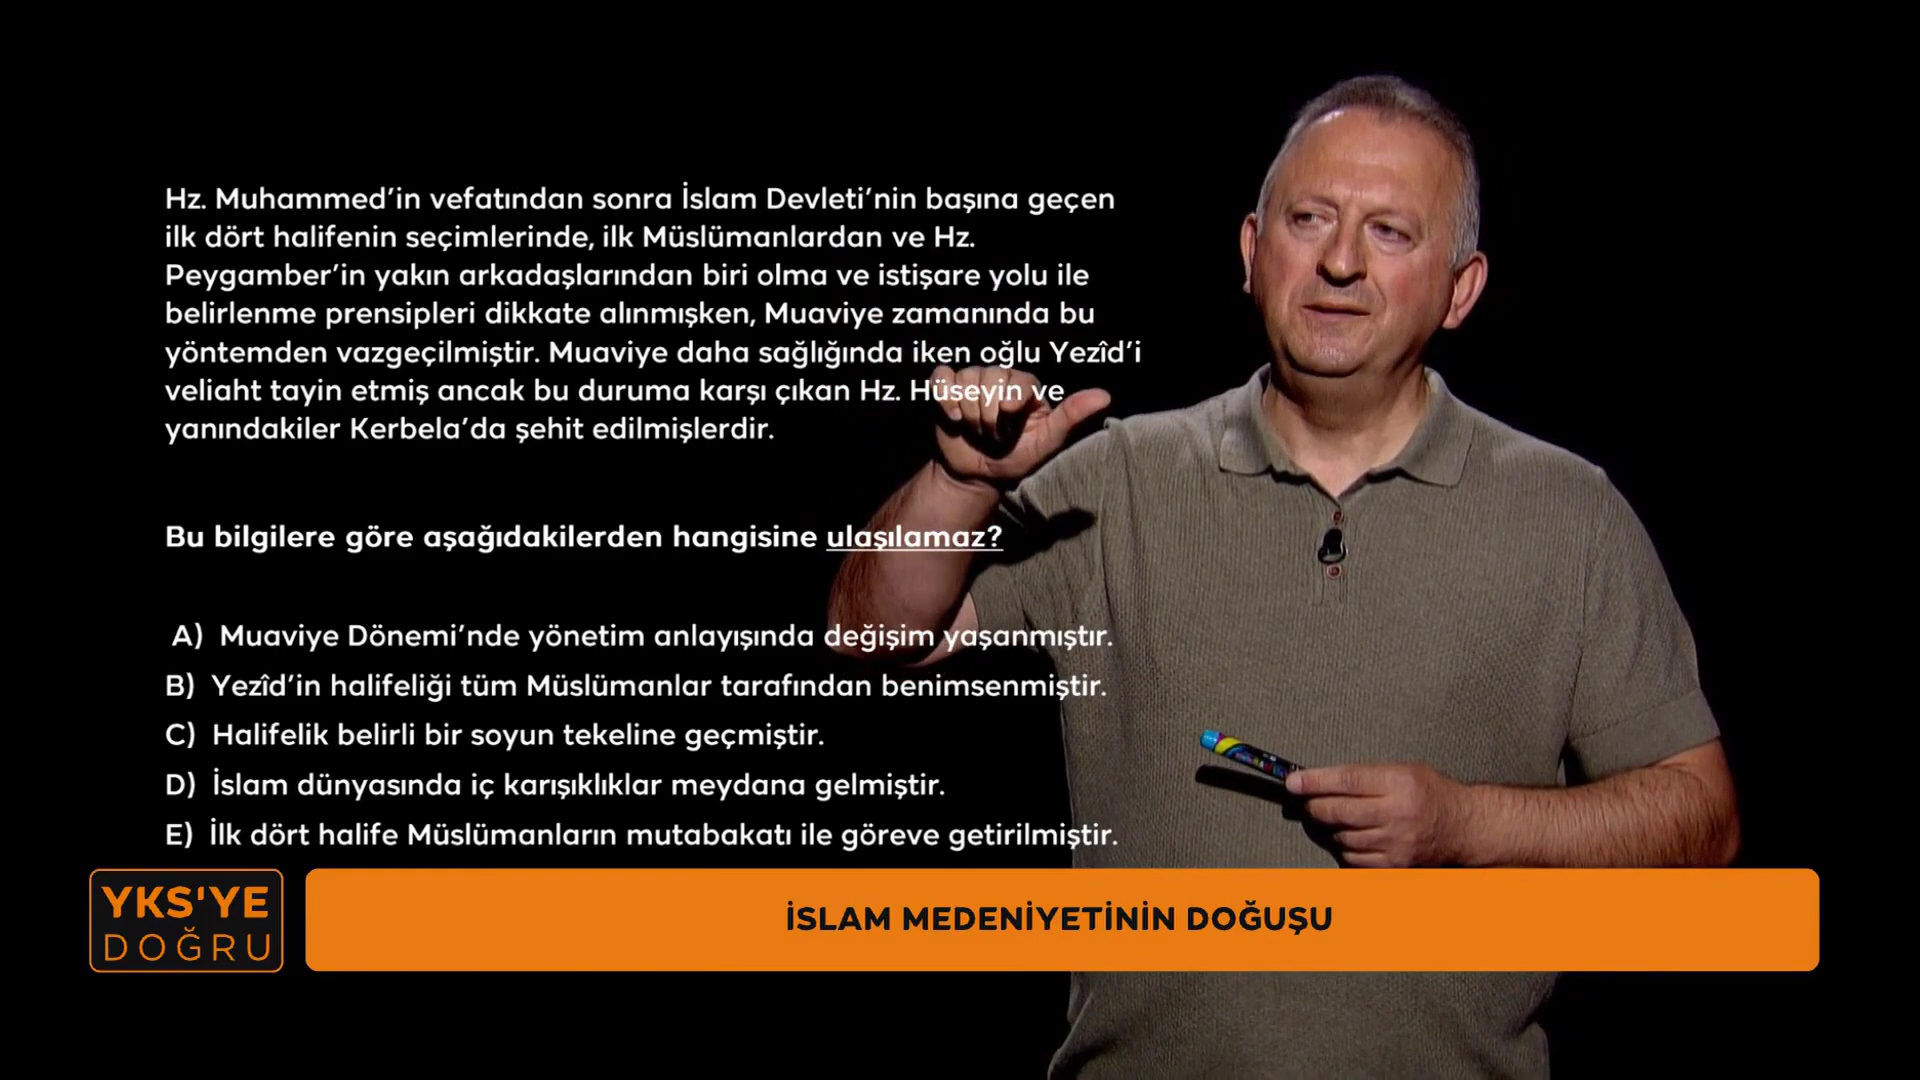 Hz. Muhammed’in vefatından sonra İslam Devleti’nin başına geçen
ilk dört halifenin seçimlerinde, ilk Müslümanlardan ve Hz.
Peygamber’in yakın arkadaşlarından biri olma ve istişare yolu ile
belirlenme prensipleri dikkate alınmışken, Muaviye zamanında bu
yöntemden vazgeçilmiştir. Muaviye daha sağlığında iken oğlu Yezîd’i
veliaht tayin etmiş ancak bu duruma karşı çıkan Hz. Hüseyin ve
yanındakiler Kerbela’da şehit edilmişlerdir.
Bu bilgilere göre aşağıdakilerden hangisine ulaşılamaz?
A) Muaviye Dönemi’nde yönetim anlayışında değişim yaşanmıştır.
B) Yezîd’in halifeliği tüm Müslümanlar tarafından benimsenmiştir.
C) Halifelik belirli bir soyun tekeline geçmiştir.
D) İslam dünyasında iç karışıklıklar meydana gelmiştir.
E) İlk dört halife Müslümanların mutabakatı ile göreve getirilmiştir.
YKS'YE
DOĞRU
İSLAM MEDENİYETİNİN DOĞUŞU